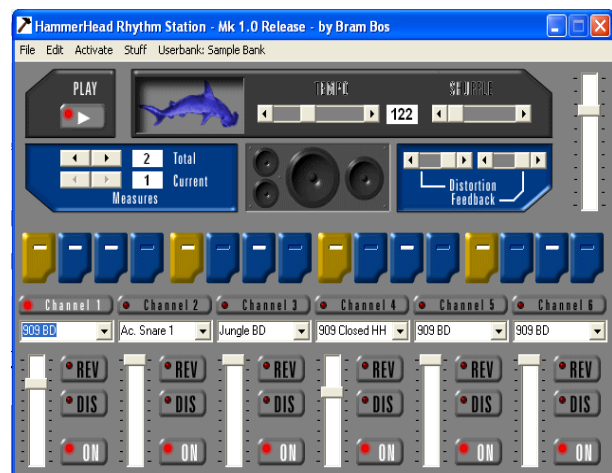 HammerHead Rhythm Station - Mk 1.0 Release - by Bram Bos
File Edit Activate Stuff Userbank: Sample Bank
PLAY
TEMPO
SHUFFLE
122
2 Total
1 Current
Measures
Distortion
Feedback
Channel 1 Channel 2 Channel 3 Channel 4 Channel 5 Channel 6
909 BD Ac. Snare 1 Jungle BD 909 Closed HH 909 BD 909 BD
REV REV REV REV REV REV
DIS DIS DIS DIS DIS DIS
ON ON ON ON ON ON